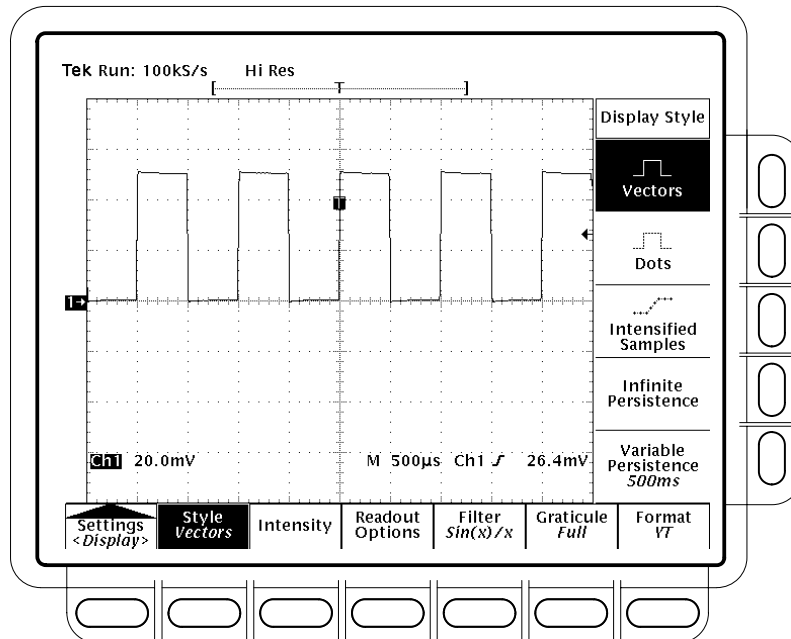 Tek Run: 100kS/s Hi Res
T
Display Style
Vectors
T
Dots
1→
Intensified
Samples
Infinite
Persistence
Ch1 20.0mV M 500µs Ch1 26.4mV
Variable
Persistence
500ms
Settings
<Display>
Style
Vectors
Intensity
Readout
Options
Filter
Sin(x)/x
Graticule
Full
Format
YT